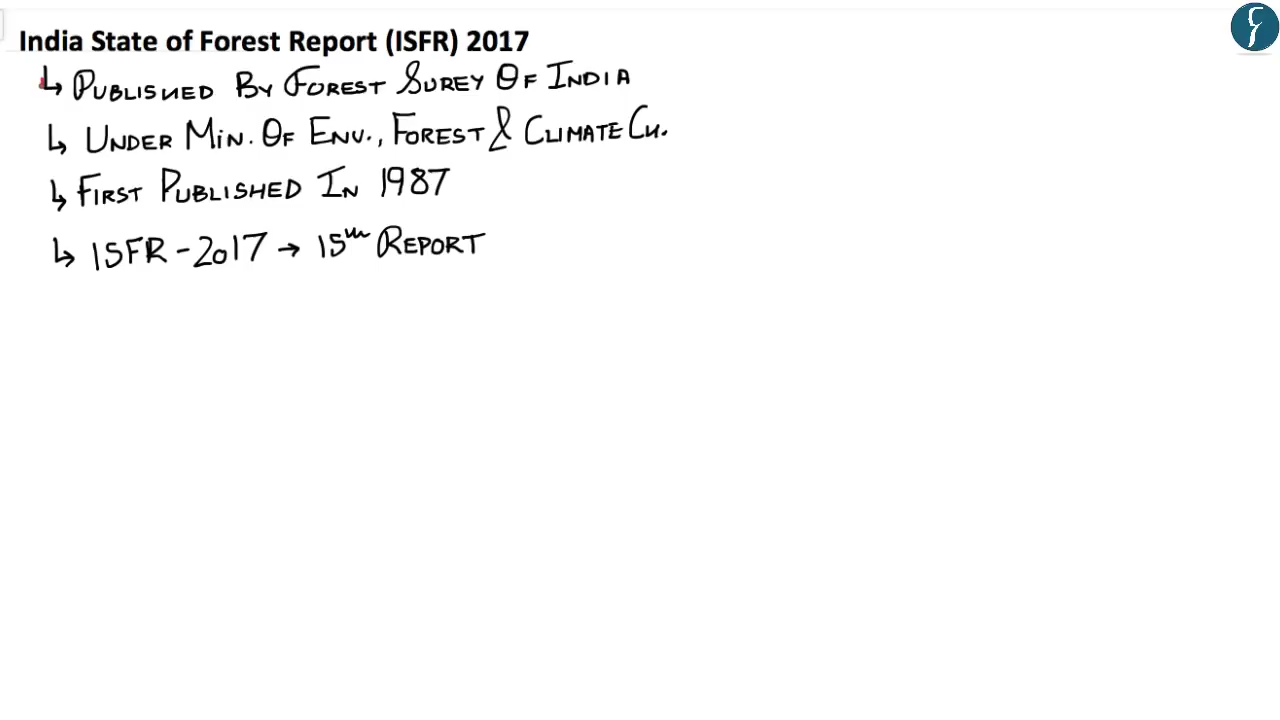 India State of Forest Report (ISFR) 2017
↳ PUBLISHED BY FOREST SUREY OF INDIA
↳ UNDER MIN. OF ENV., FOREST & CLIMATE CH.
↳ FIRST PUBLISHED IN 1987
↳ ISFR - 2017 → 15th REPORT